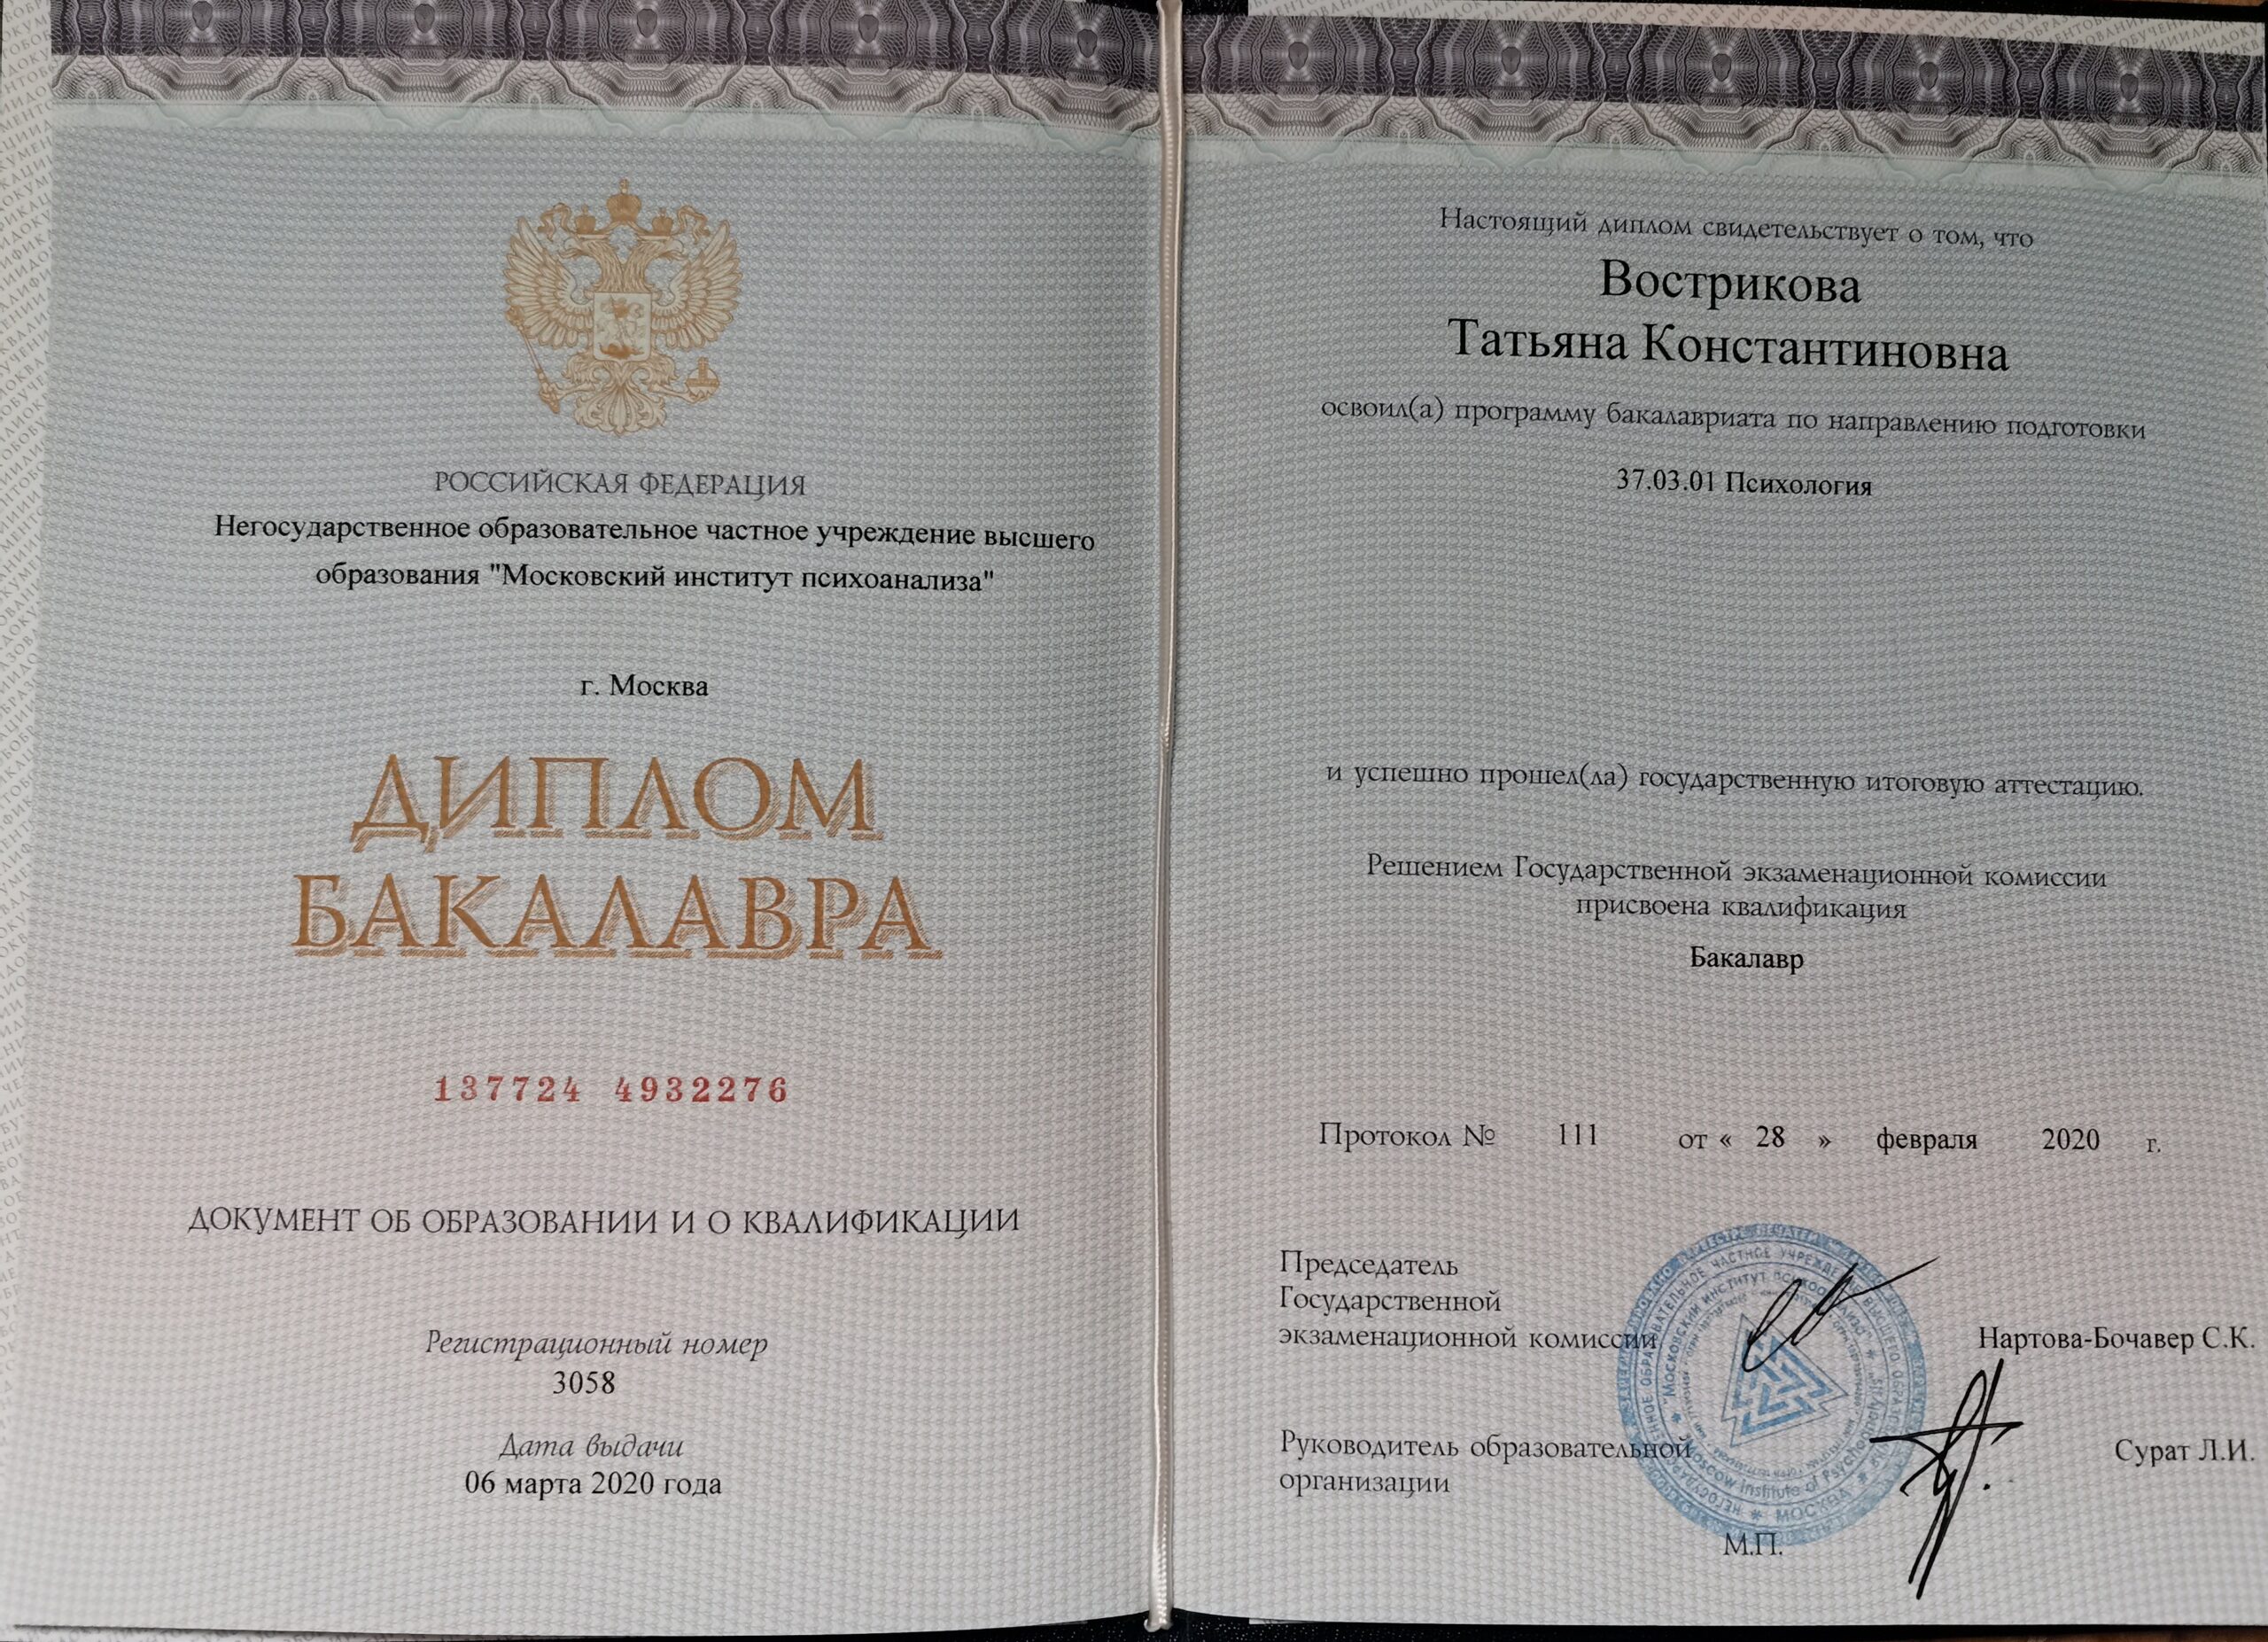 РОССИЙСКАЯ ФЕДЕРАЦИЯ
Негосударственное образовательное частное учреждение высшего
образования "Московский институт психоанализа"
г. Москва
ДИПЛОМ
БАКАЛАВРА
137724 4932276
ДОКУМЕНТ ОБ ОБРАЗОВАНИИ И О КВАЛИФИКАЦИИ
Регистрационный номер
3058
Дата выдачи
06 марта 2020 года
Настоящий диплом свидетельствует о том, что
Вострикова
Татьяна Константиновна
освоил(а) программу бакалавриата по направлению подготовки
37.03.01 Психология
и успешно прошел(ла) государственную итоговую аттестацию.
Решением Государственной экзаменационной комиссии
присвоена квалификация
Бакалавр
Протокол № 111 от « 28 » февраля 2020 г.
Председатель
Государственной
экзаменационной комиссии
Нартова-Бочавер С.К.
Руководитель образовательной
организации
Сурат Л.И.
М.П.
Moscow Institute of
МОСКВА